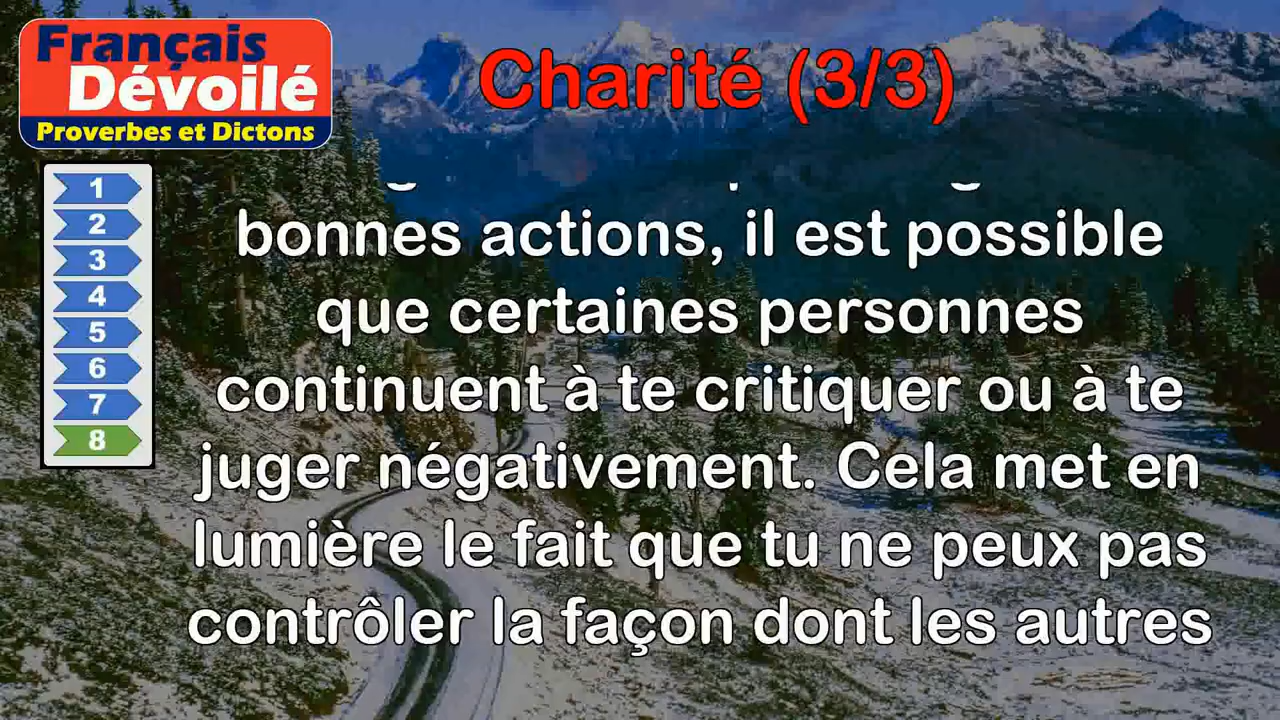 Français
Dévoilé
Proverbes et Dictons
Charité (3/3)
1
2
3
4
5
6
7
8
bonnes actions, il est possible
que certaines personnes
continuent à te critiquer ou à te
juger négativement. Cela met en
lumière le fait que tu ne peux pas
contrôler la façon dont les autres